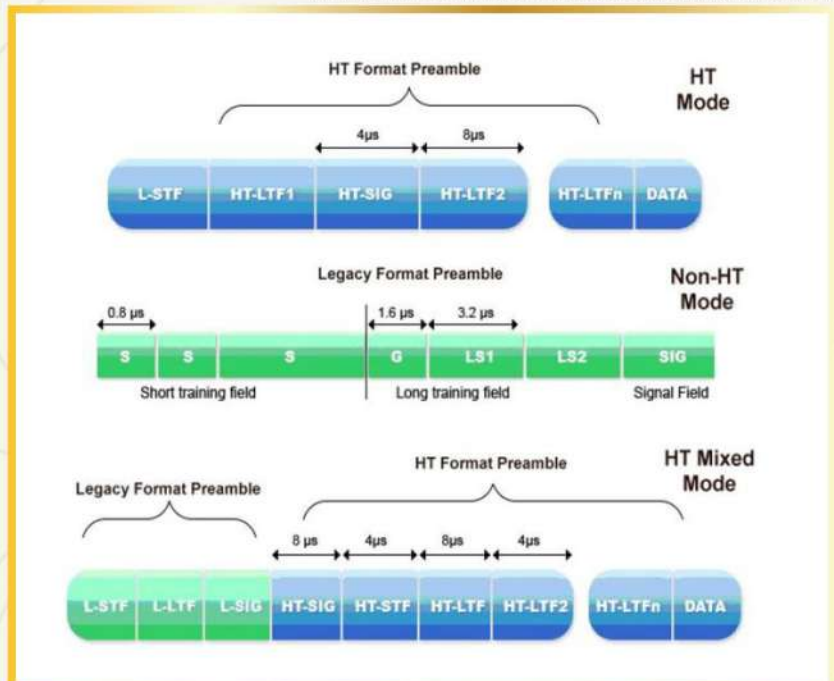 HT Format Preamble
HT
Mode
4µs 8µs
L-STF HT-LTF1 HT-SIG HT-LTF2 HT-LTFn DATA
Legacy Format Preamble
Non-HT
Mode
0.8 µs 1.6 µs 3.2 µs
S S S G LS1 LS2 SIG
Short training field Long training field Signal Field
HT Format Preamble
HT Mixed
Mode
Legacy Format Preamble
8 µs 4µs 8µs 4µs
L-STF L-LTF L-SIG HT-SIG HT-STF HT-LTF HT-LTF2 HT-LTFn DATA